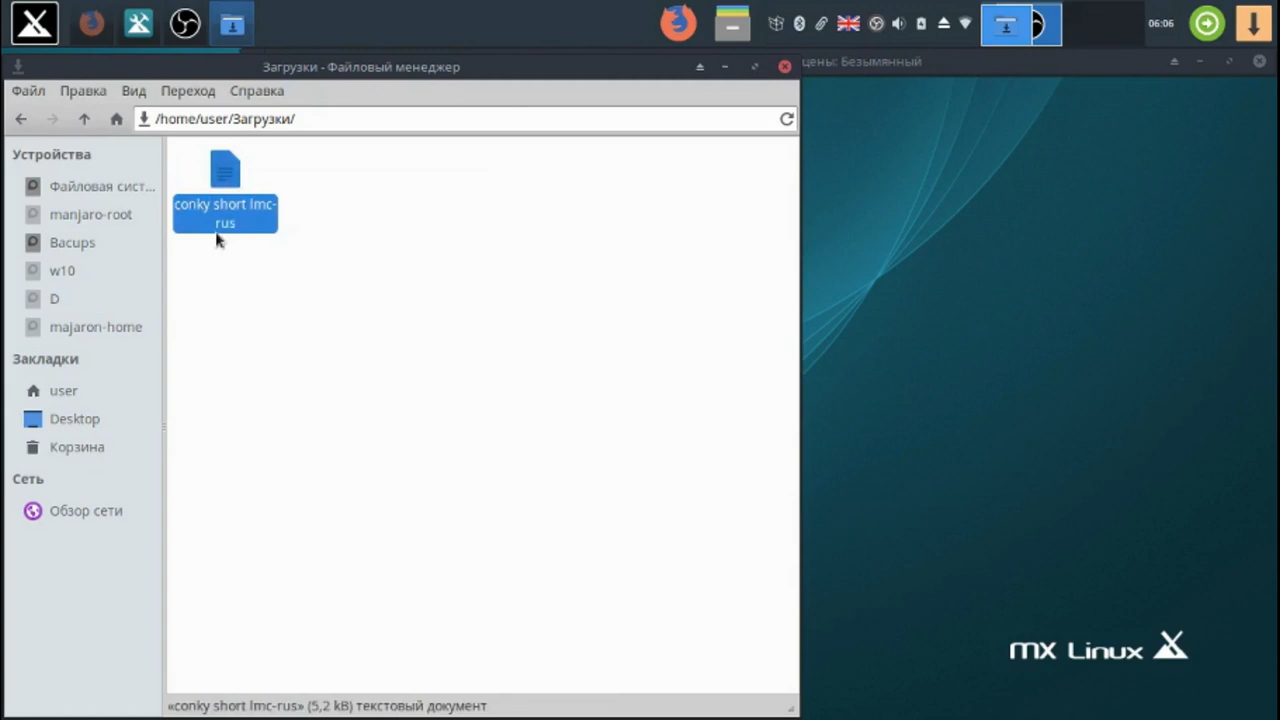 06:06
Загрузки - Файловый менеджер
цены: Безымянный
Файл Правка Вид Переход Справка
/home/user/Загрузки/
Устройства
Файловая сист...
manjaro-root
Bacups
w10
D
majaron-home
Закладки
user
Desktop
Корзина
Сеть
Обзор сети
conky short lmc-
rus
«conky short lmc-rus» (5,2 kB) текстовый документ
mx Linux